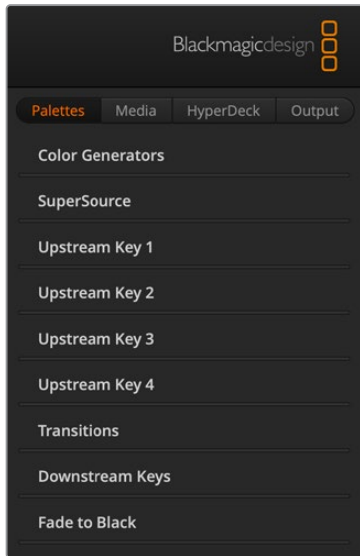 Blackmagicdesign
Palettes Media HyperDeck Output
Color Generators
SuperSource
Upstream Key 1
Upstream Key 2
Upstream Key 3
Upstream Key 4
Transitions
Downstream Keys
Fade to Black